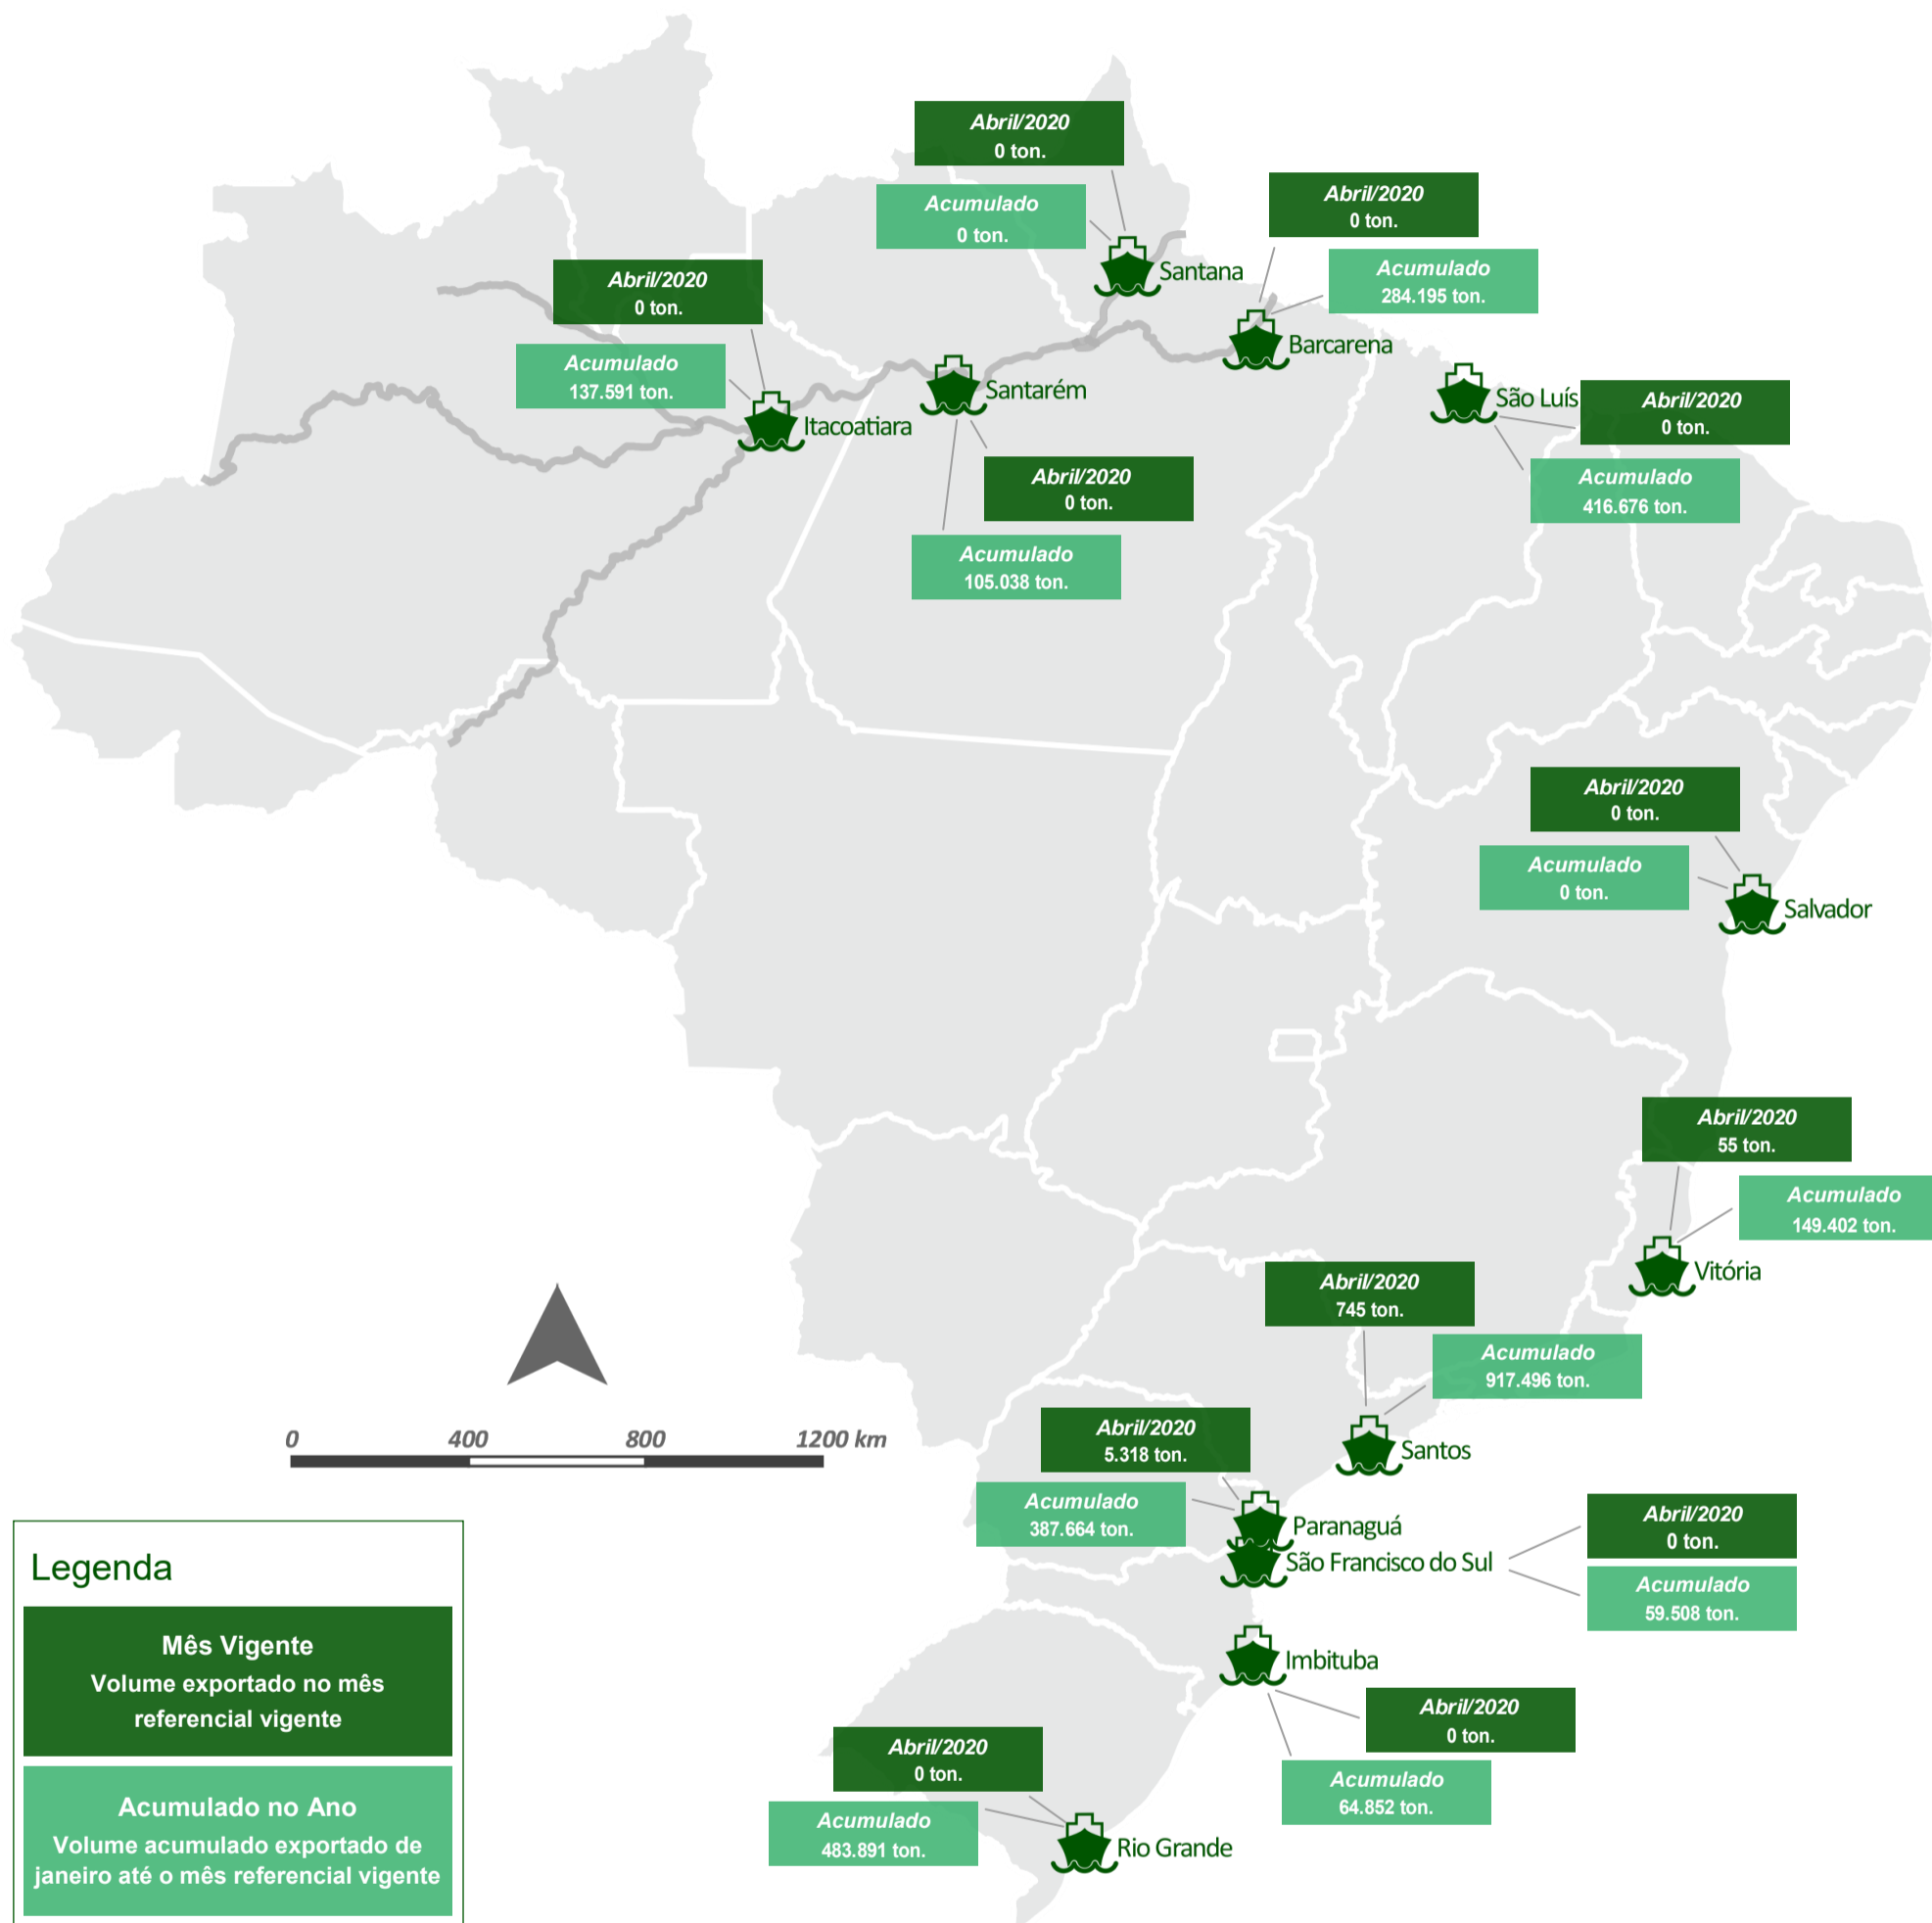 Abril/2020
0 ton.
Acumulado
0 ton.
Santana
Abril/2020
0 ton.
Acumulado
284.195 ton.
Barcarena
Abril/2020
0 ton.
Acumulado
137.591 ton.
Itacoatiara
Santarém
Abril/2020
0 ton.
Acumulado
105.038 ton.
São Luís
Abril/2020
0 ton.
Acumulado
416.676 ton.
Abril/2020
0 ton.
Acumulado
0 ton.
Salvador
Abril/2020
55 ton.
Acumulado
149.402 ton.
Vitória
Abril/2020
745 ton.
Acumulado
917.496 ton.
Santos
Abril/2020
5.318 ton.
Acumulado
387.664 ton.
Paranaguá
São Francisco do Sul
Abril/2020
0 ton.
Acumulado
59.508 ton.
Imbituba
Abril/2020
0 ton.
Acumulado
64.852 ton.
Abril/2020
0 ton.
Acumulado
483.891 ton.
Rio Grande
0 400 800 1200 km
Legenda
Mês Vigente
Volume exportado no mês
referencial vigente
Acumulado no Ano
Volume acumulado exportado de
janeiro até o mês referencial vigente